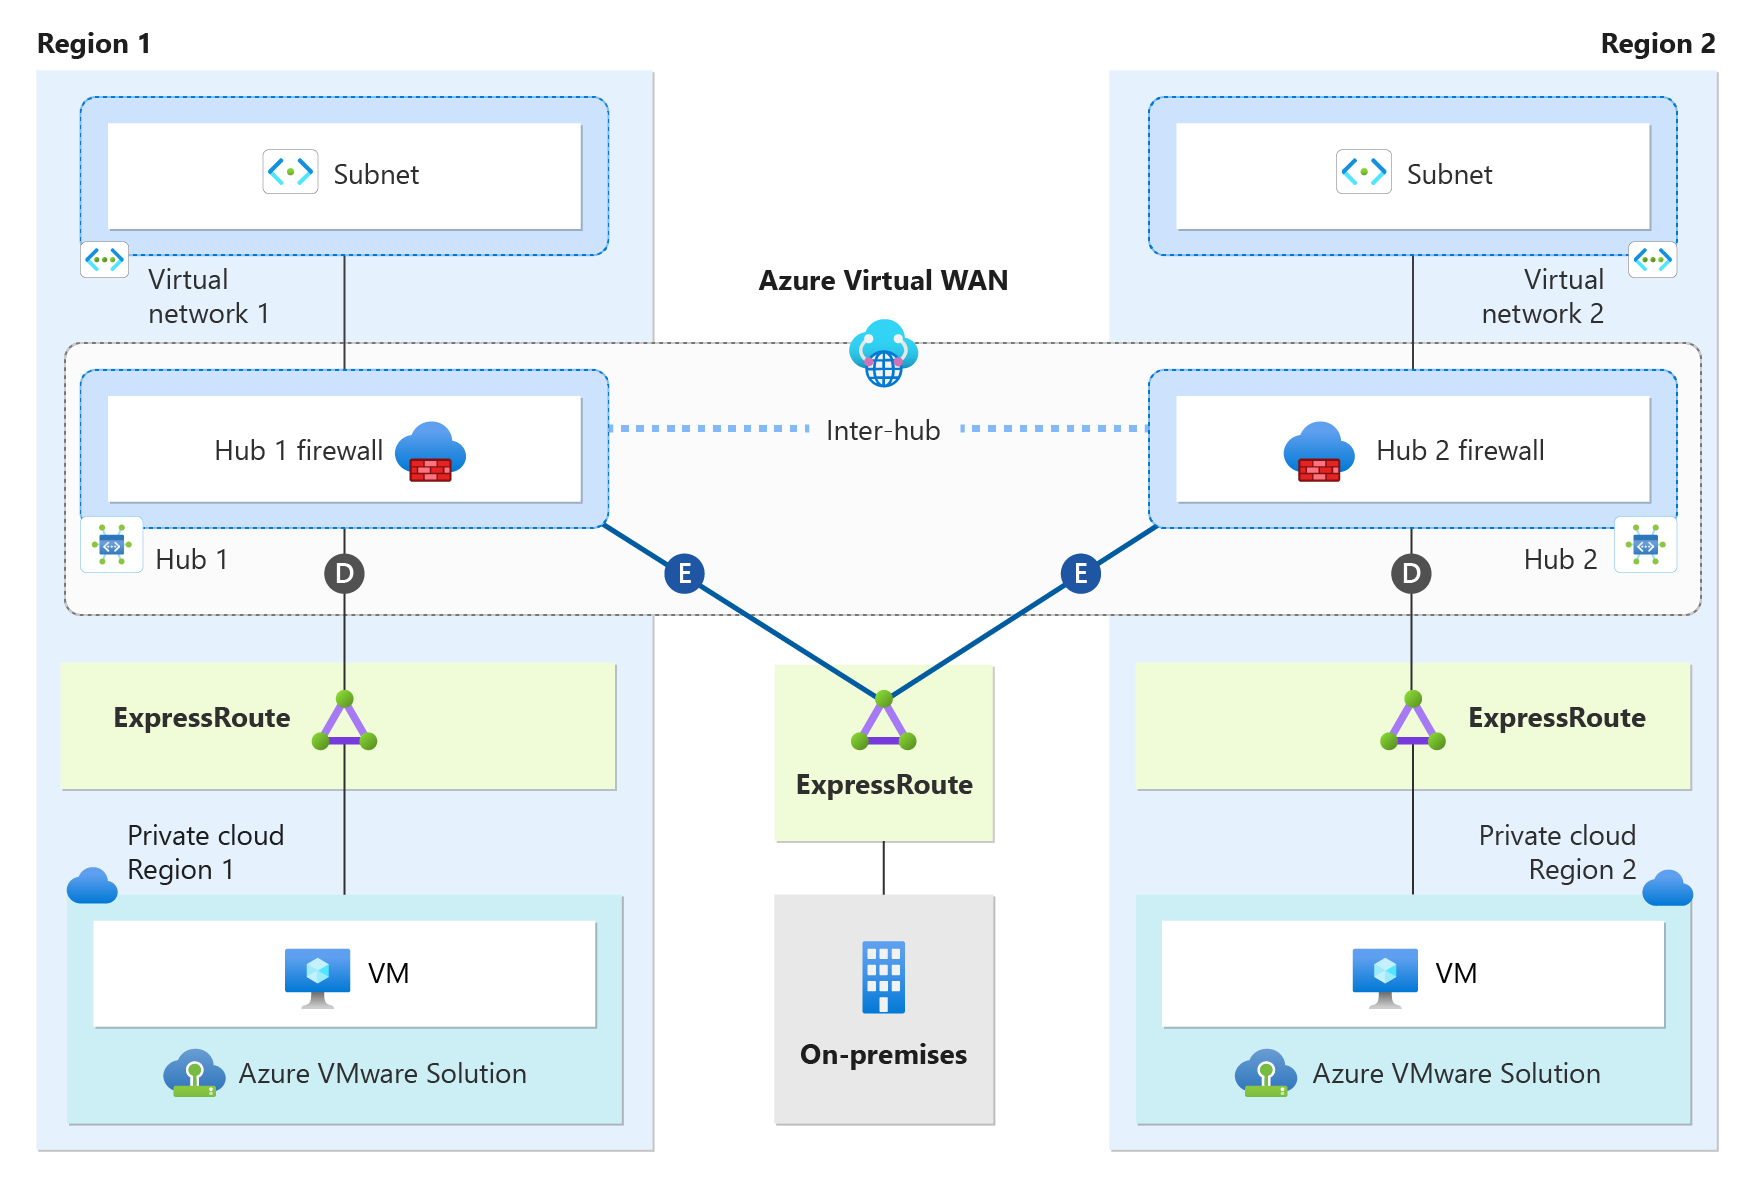 Region 1
Region 2
Subnet
Subnet
Virtual
network 1
Azure Virtual WAN
Virtual
network 2
Hub 1 firewall
Inter-hub
Hub 2 firewall
Hub 1
D
E
E
D
Hub 2
ExpressRoute
ExpressRoute
ExpressRoute
Private cloud
Region 1
Private cloud
Region 2
VM
VM
On-premises
Azure VMware Solution
Azure VMware Solution